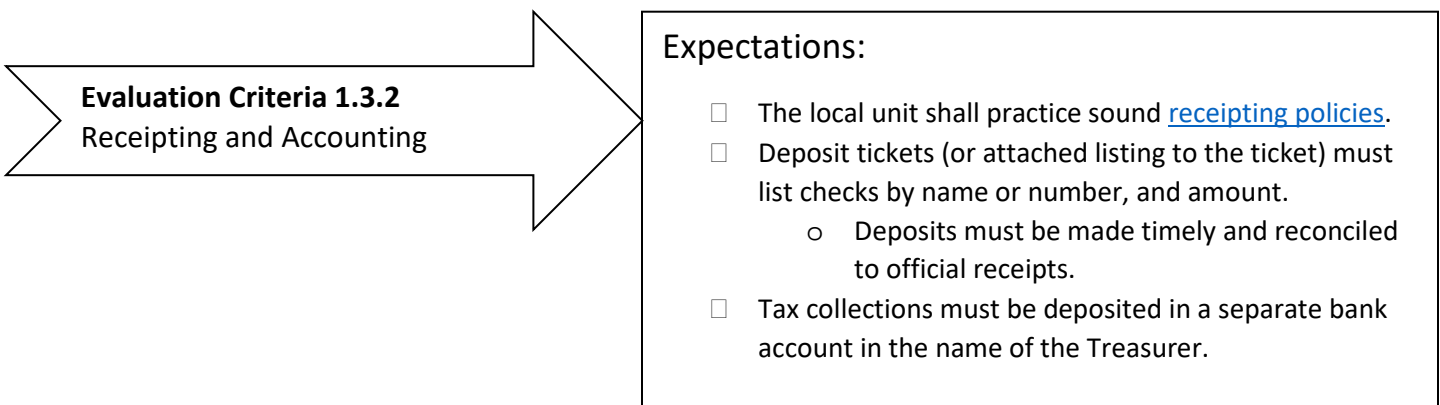 Evaluation Criteria 1.3.2
Receipting and Accounting
Expectations:
☐ The local unit shall practice sound receipting policies.
☐ Deposit tickets (or attached listing to the ticket) must
list checks by name or number, and amount.
o Deposits must be made timely and reconciled
to official receipts.
☐ Tax collections must be deposited in a separate bank
account in the name of the Treasurer.